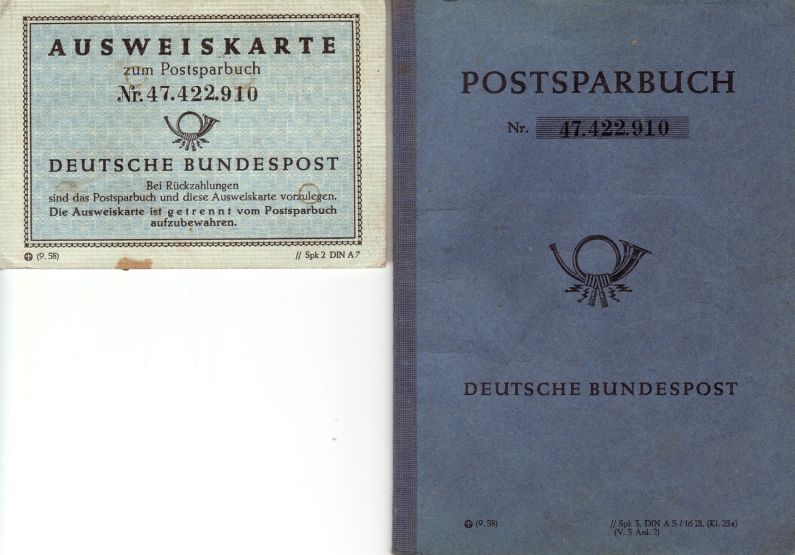 AUSWEISKARTE
zum Postsparbuch
Nr. 47.422.910
DEUTSCHE BUNDESPOST
Bei Rückzahlungen
sind das Postsparbuch und diese Ausweiskarte vorzulegen.
Die Ausweiskarte ist getrennt vom Postsparbuch
aufzubewahren.
(9. 58)
// Spk 2 DIN A 7
POSTSPARBUCH
Nr. 47.422.910
DEUTSCHE BUNDESPOST
(9. 58)
// Spk 3, DIN A 5 / 16 Bl. (Kl. 23a)
(V, 5 Anl. 2)